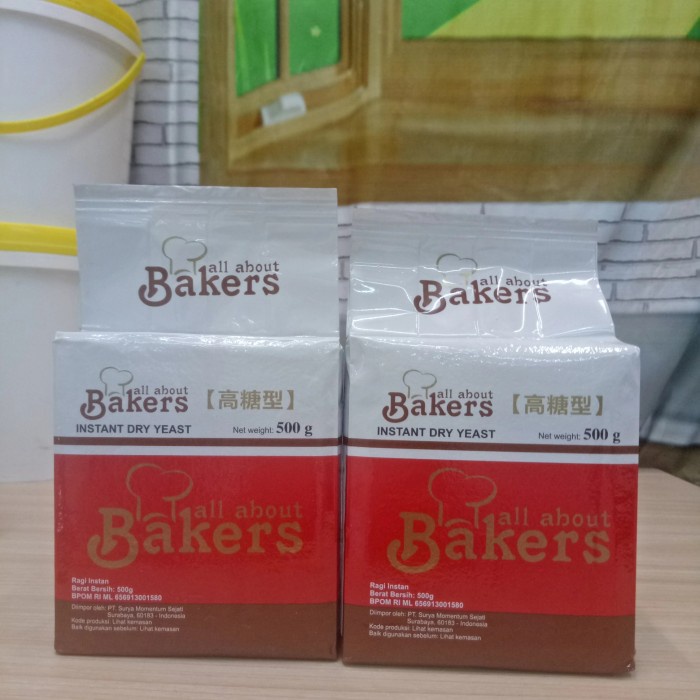 all about
Bakers
all about
Bakers
【高糖型】
INSTANT DRY YEAST
Net weight: 500 g
all about
Bakers
Ragi Instan
Berat Bersih: 500g
BPOM RI ML 656913001580
Diimpor oleh: PT. Surya Momentum Sejati
Surabaya, 60183 - Indonesia
Kode produksi: Lihat kemasan
Baik digunakan sebelum: Lihat kemasan
all about
Bakers
all about
Bakers
【高糖型】
INSTANT DRY YEAST
Net weight: 500 g
all about
Bakers
Ragi Instan
Berat Bersih: 500g
BPOM RI ML 656913001580
Diimpor oleh: PT. Surya Momentum Sejati
Surabaya, 60183 - Indonesia
Kode produksi: Lihat kemasan
Baik digunakan sebelum: Lihat kemasan